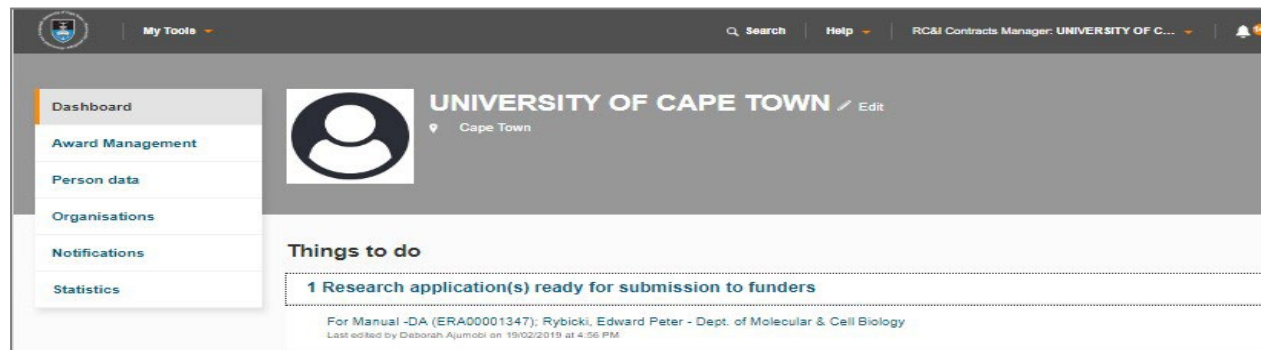 My Tools
Search
Help
RC&I Contracts Manager: UNIVERSITY OF C...
Dashboard
Award Management
Person data
Organisations
Notifications
Statistics
UNIVERSITY OF CAPE TOWN Edit
Cape Town
Things to do
1 Research application(s) ready for submission to funders
For Manual -DA (ERA00001347); Rybicki, Edward Peter - Dept. of Molecular & Cell Biology
Last edited by Deborah Ajumobi on 19/02/2019 at 4:56 PM